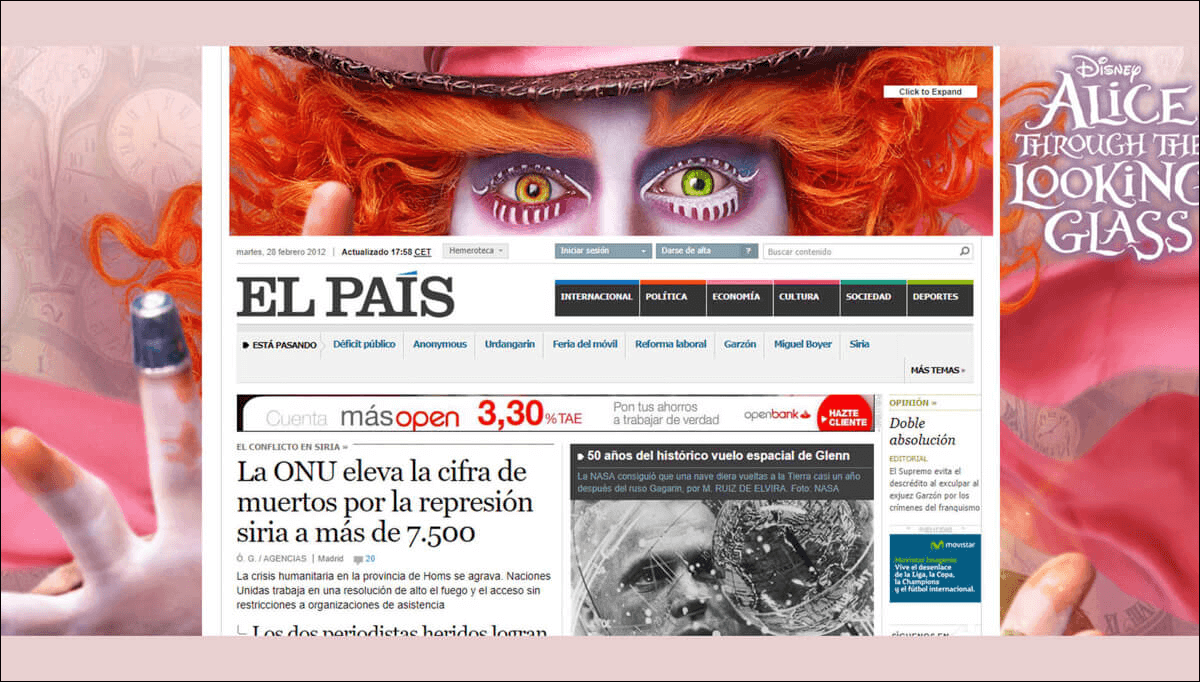 Click to Expand
Disney
ALICE
THROUGH THE
LOOKING
GLASS
martes, 28 febrero 2012 | Actualizado 17:58 CET
Hemeroteca
Iniciar sesión
Darse de alta ?
Buscar contenido
EL PAÍS
INTERNACIONAL POLÍTICA ECONOMÍA CULTURA SOCIEDAD DEPORTES
ESTÁ PASANDO Déficit público Anonymous Urdangarin Feria del móvil Reforma laboral Garzón Miguel Boyer Siria
MÁS TEMAS »
Cuenta más open 3,30% TAE
Pon tus ahorros
a trabajar de verdad
openbank
HAZTE
CLIENTE
EL CONFLICTO EN SIRIA »
La ONU eleva la cifra de
muertos por la represión
siria a más de 7.500
Ó. G. / AGENCIAS | Madrid 20
La crisis humanitaria en la provincia de Homs se agrava. Naciones
Unidas trabaja en una resolución de alto el fuego y el acceso sin
restricciones a organizaciones de asistencia
Los dos periodistas heridos logran
50 años del histórico vuelo espacial de Glenn
La NASA consiguió que una nave diera vueltas a la Tierra casi un año
después del ruso Gagarin, por M. RUIZ DE ELVIRA. Foto: NASA
OPINIÓN »
Doble
absolución
EDITORIAL
El Supremo evita el
descrédito al exculpar al
exjuez Garzón por los
crímenes del franquismo
PUBLICIDAD
movistar
Movistar Imagenio
Vive el desenlace
de la Liga, la Copa,
la Champions
y el fútbol internacional.
SÍGUENOS EN